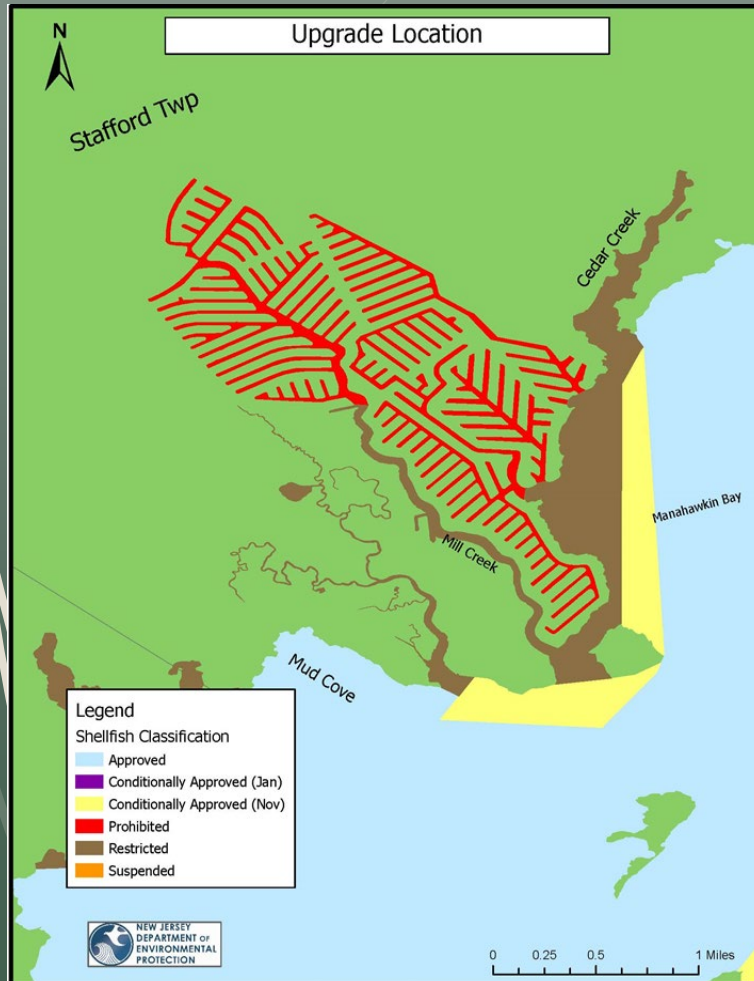 Upgrade Location
N
Stafford Twp
Cedar Creek
Manahawkin Bay
Mill Creek
Mud Cove
Legend
Shellfish Classification
Approved
Conditionally Approved (Jan)
Conditionally Approved (Nov)
Prohibited
Restricted
Suspended
NEW JERSEY
DEPARTMENT OF
ENVIRONMENTAL
PROTECTION
0 0.25 0.5 1 Miles